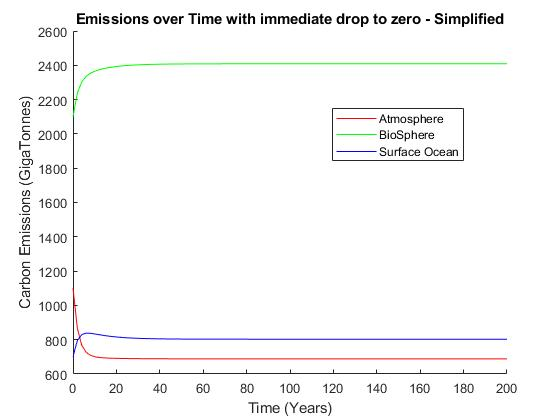 Emissions over Time with immediate drop to zero - Simplified
2600
2400
2200
2000
1800
1600
1400
1200
1000
800
600
Carbon Emissions (GigaTonnes)
Atmosphere
BioSphere
Surface Ocean
0 20 40 60 80 100 120 140 160 180 200
Time (Years)